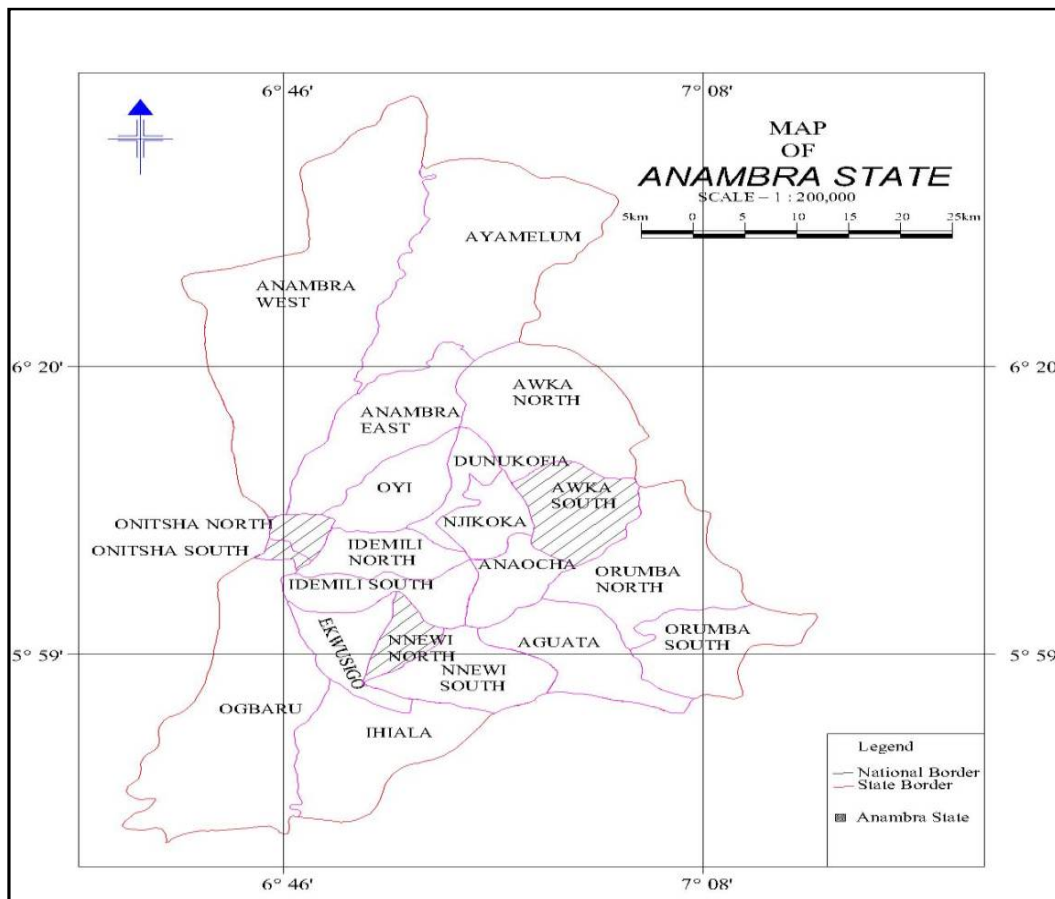 6° 46'
7° 08'
MAP
OF
ANAMBRA STATE
SCALE – 1 : 200,000
5km 0 5 10 15 20 25km
AYAMELUM
ANAMBRA
WEST
6° 20'
6° 20'
AWKA
NORTH
ANAMBRA
EAST
DUNUKOFIA
OYI
AWKA
SOUTH
ONITSHA NORTH
NJIKOKA
ONITSHA SOUTH
IDEMILI
NORTH
ANAOCHA
ORUMBA
NORTH
IDEMILI SOUTH
EKWUSIGO
NNEWI
NORTH
AGUATA
ORUMBA
SOUTH
5° 59'
5° 59'
NNEWI
SOUTH
OGBARU
IHIALA
Legend
National Border
State Border
Anambra State
6° 46'
7° 08'